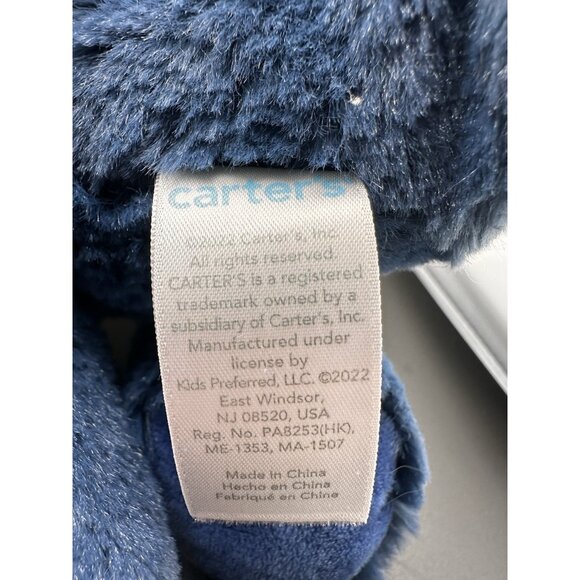 carter's
©2022 Carter's, Inc.
All rights reserved.
CARTER'S is a registered
trademark owned by a
subsidiary of Carter's, Inc.
Manufactured under
license by
Kids Preferred, LLC. ©2022
East Windsor,
NJ 08520, USA
Reg. No. PA8253(HK),
ME-1353, MA-1507
Made in China
Hecho en China
Fabriqué en Chine